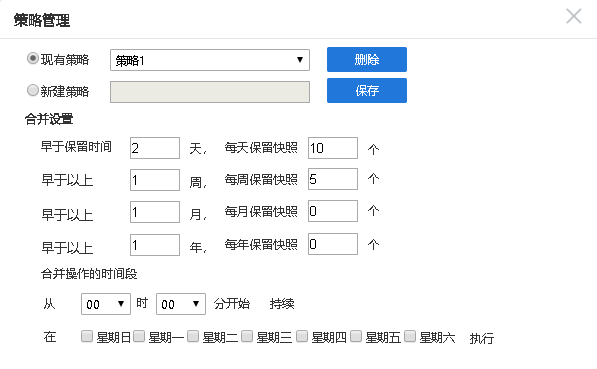 策略管理
现有策略 策略1 删除
新建策略 保存
合并设置
早于保留时间 2 天， 每天保留快照 10 个
早于以上 1 周， 每周保留快照 5 个
早于以上 1 月， 每月保留快照 0 个
早于以上 1 年， 每年保留快照 0 个
合并操作的时间段
从 00 时 00 分开始 持续
在 星期日 星期一 星期二 星期三 星期四 星期五 星期六 执行